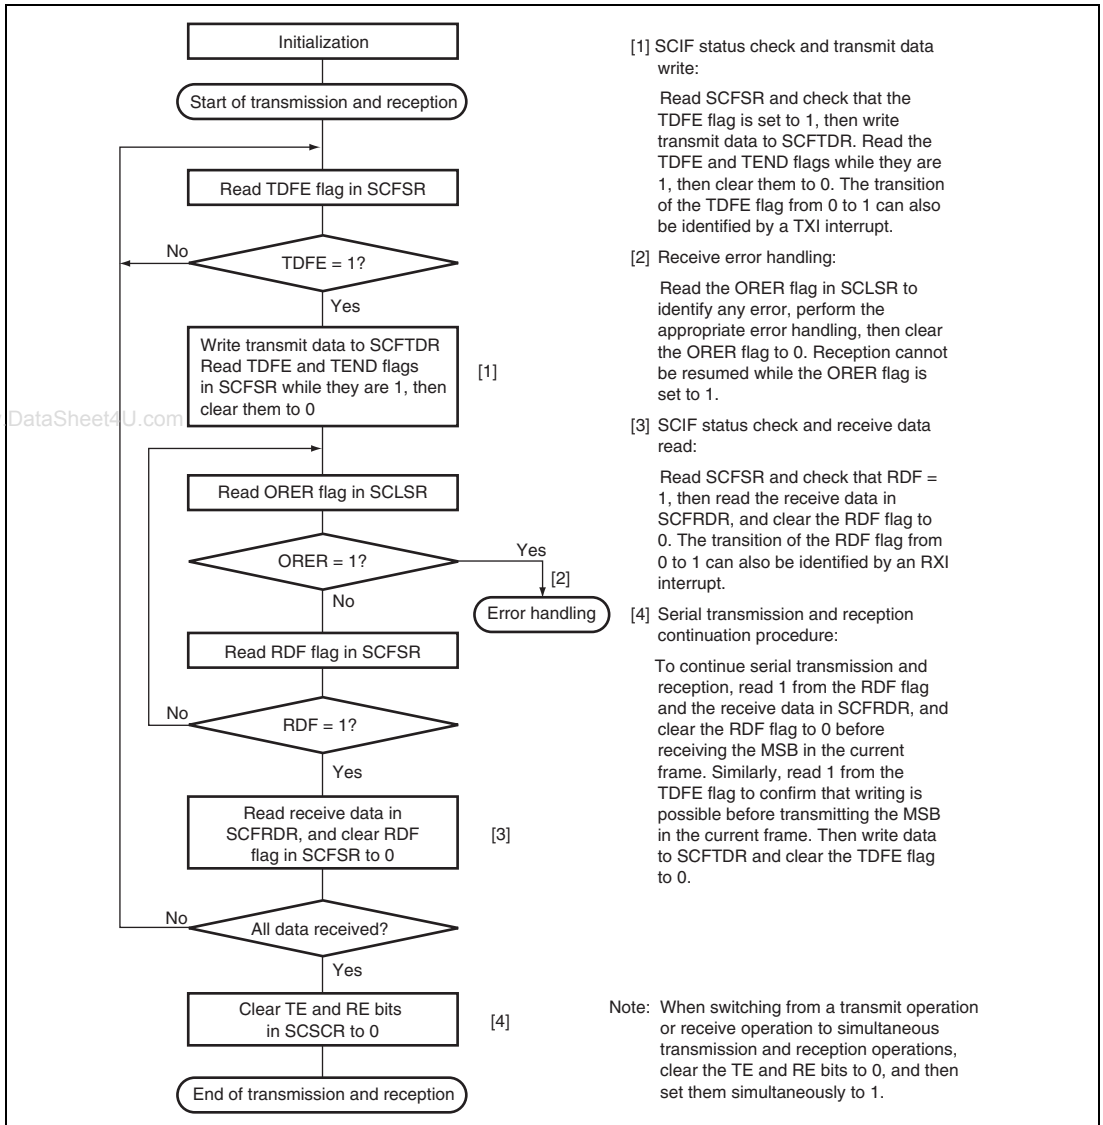 Initialization
Start of transmission and reception
Read TDFE flag in SCFSR
No
TDFE = 1?
Yes
Write transmit data to SCFTDR
Read TDFE and TEND flags
in SCFSR while they are 1, then
clear them to 0
[1]
.DataSheet4U.com
Read ORER flag in SCLSR
ORER = 1?
Yes
[2]
Error handling
No
Read RDF flag in SCFSR
No
RDF = 1?
Yes
Read receive data in
SCFRDR, and clear RDF
flag in SCFSR to 0
[3]
No
All data received?
Yes
Clear TE and RE bits
in SCSCR to 0
[4]
End of transmission and reception
[1] SCIF status check and transmit data
write:
Read SCFSR and check that the
TDFE flag is set to 1, then write
transmit data to SCFTDR. Read the
TDFE and TEND flags while they are
1, then clear them to 0. The transition
of the TDFE flag from 0 to 1 can also
be identified by a TXI interrupt.
[2] Receive error handling:
Read the ORER flag in SCLSR to
identify any error, perform the
appropriate error handling, then clear
the ORER flag to 0. Reception cannot
be resumed while the ORER flag is
set to 1.
[3] SCIF status check and receive data
read:
Read SCFSR and check that RDF =
1, then read the receive data in
SCFRDR, and clear the RDF flag to
0. The transition of the RDF flag from
0 to 1 can also be identified by an RXI
interrupt.
[4] Serial transmission and reception
continuation procedure:
To continue serial transmission and
reception, read 1 from the RDF flag
and the receive data in SCFRDR, and
clear the RDF flag to 0 before
receiving the MSB in the current
frame. Similarly, read 1 from the
TDFE flag to confirm that writing is
possible before transmitting the MSB
in the current frame. Then write data
to SCFTDR and clear the TDFE flag
to 0.
Note: When switching from a transmit operation
or receive operation to simultaneous
transmission and reception operations,
clear the TE and RE bits to 0, and then
set them simultaneously to 1.